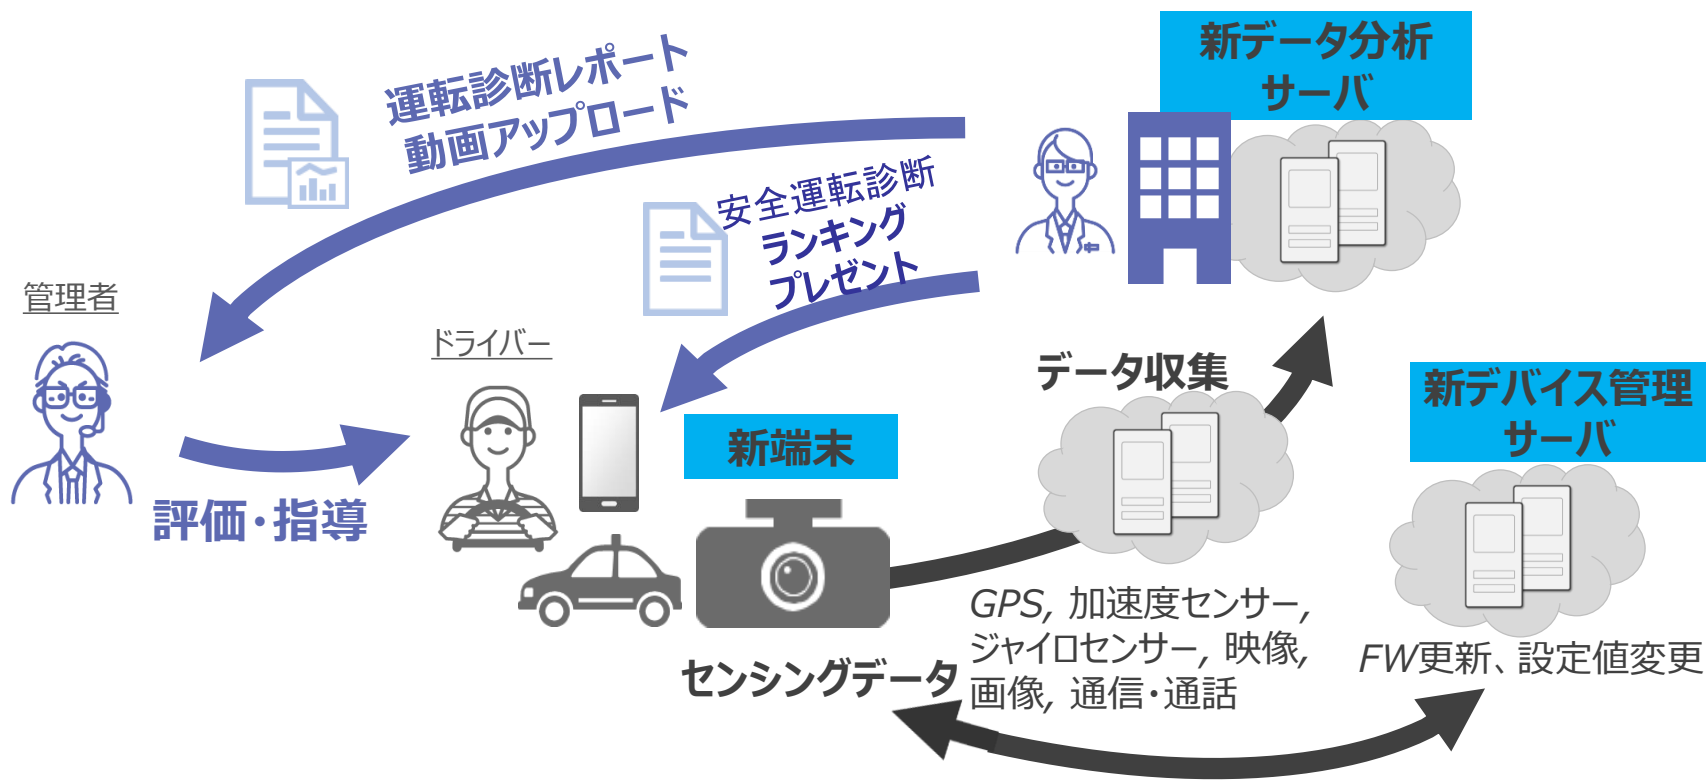 新データ分析
サーバ
運転診断レポート
動画アップロード
安全運転診断
ランキング
プレゼント
管理者
ドライバー
評価・指導
新端末
データ収集
新デバイス管理
サーバ
センシングデータ
GPS, 加速度センサー,
ジャイロセンサー, 映像,
画像, 通信・通話
FW更新、設定値変更